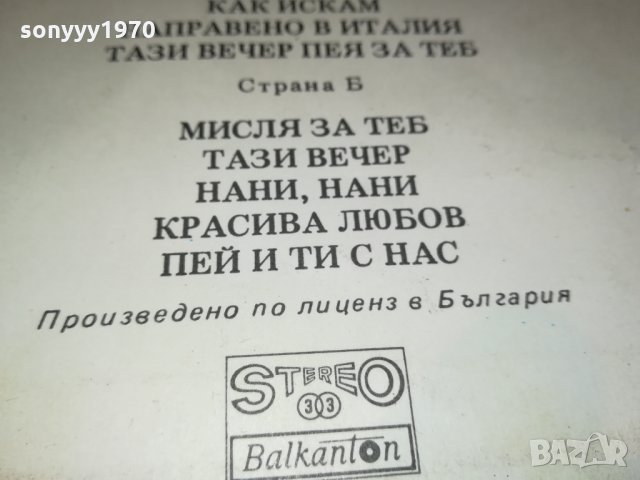 sonyyy1970
КАК ИСКАМ
НАПРАВЕНО В ИТАЛИЯ
ТАЗИ ВЕЧЕР ПЕЯ ЗА ТЕБ
Страна Б
МИСЛЯ ЗА ТЕБ
ТАЗИ ВЕЧЕР
НАНИ, НАНИ
КРАСИВА ЛЮБОВ
ПЕЙ И ТИ С НАС
Произведено по лиценз в България
STEREO
33
Balkanton
BAZAR